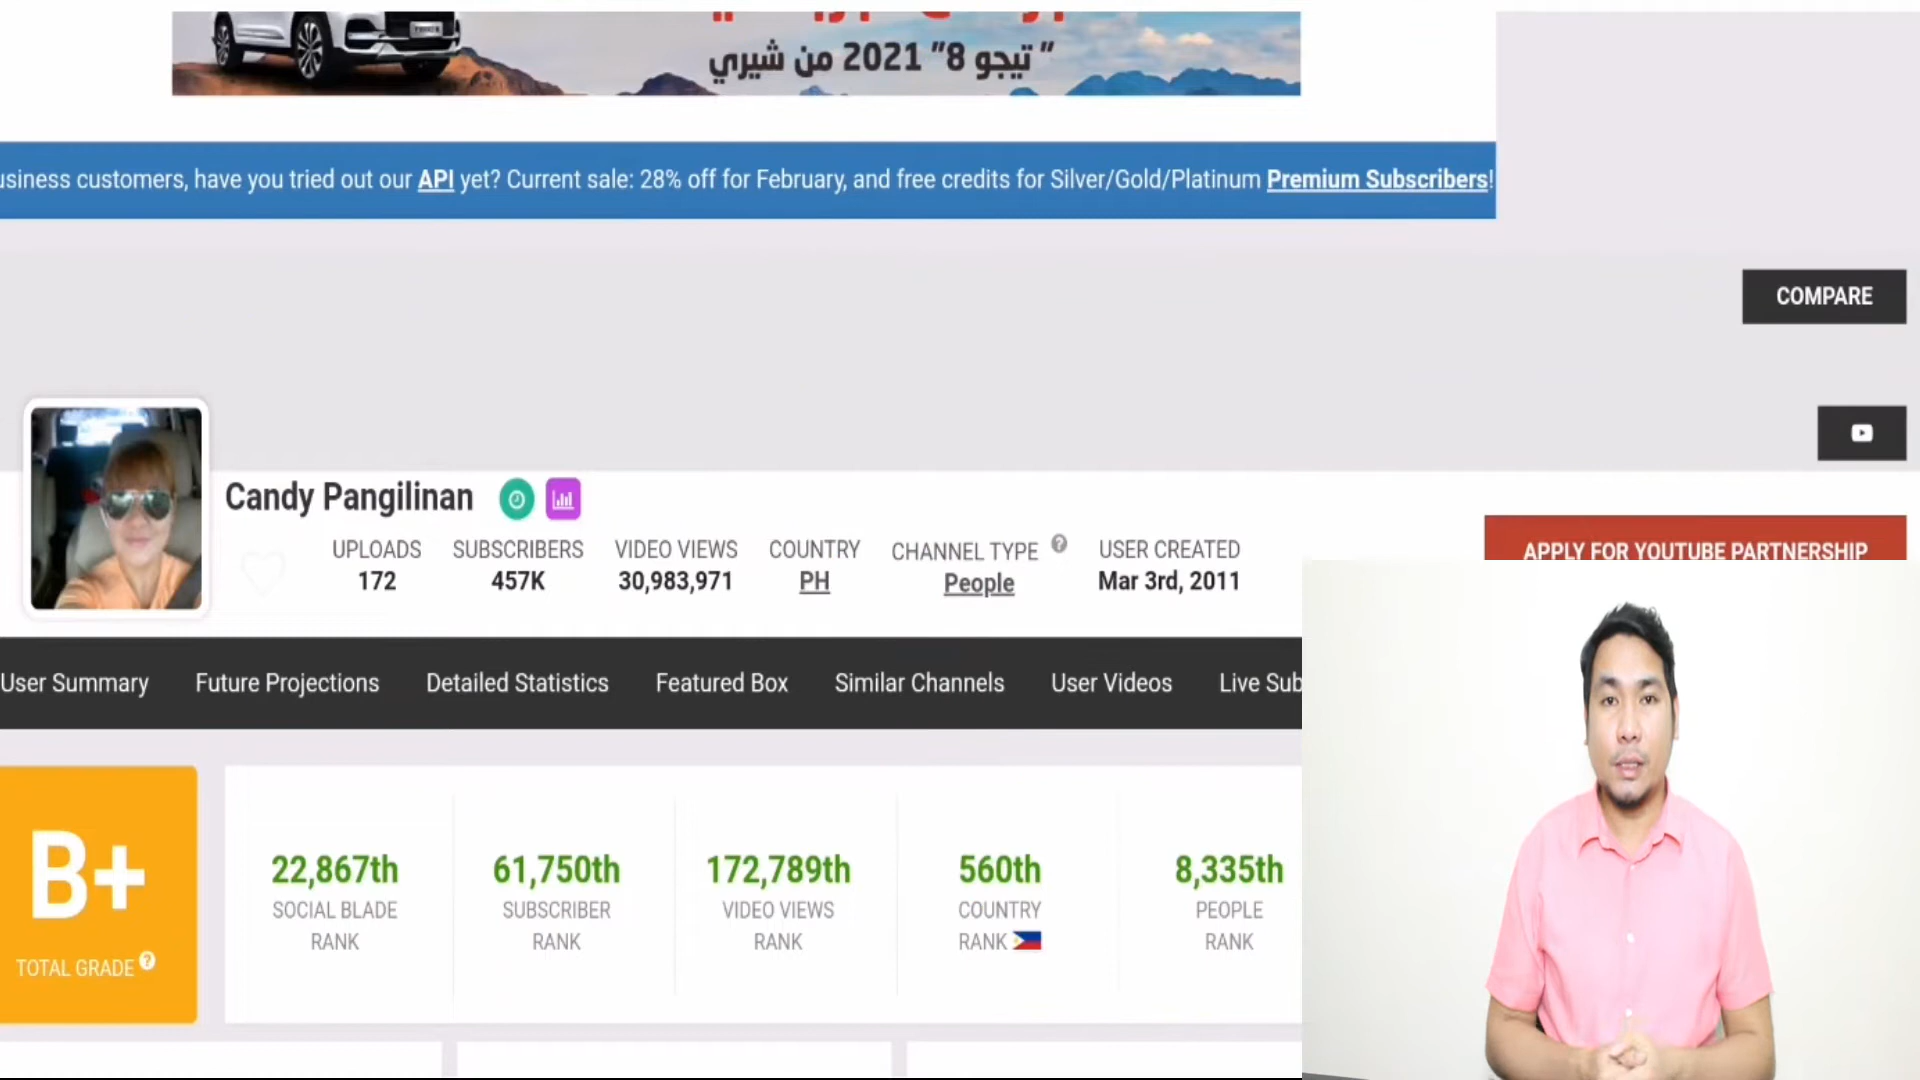 "تيجو 8" 2021 من شيري
business customers, have you tried out our API yet? Current sale: 28% off for February, and free credits for Silver/Gold/Platinum Premium Subscribers!
COMPARE
Candy Pangilinan
UPLOADS SUBSCRIBERS VIDEO VIEWS COUNTRY CHANNEL TYPE ? USER CREATED
172 457K 30,983,971 PH People Mar 3rd, 2011
APPLY FOR YOUTUBE PARTNERSHIP
User Summary Future Projections Detailed Statistics Featured Box Similar Channels User Videos Live Sub
B+
TOTAL GRADE ?
22,867th 61,750th 172,789th 560th 8,335th
SOCIAL BLADE SUBSCRIBER VIDEO VIEWS COUNTRY PEOPLE
RANK RANK RANK RANK RANK